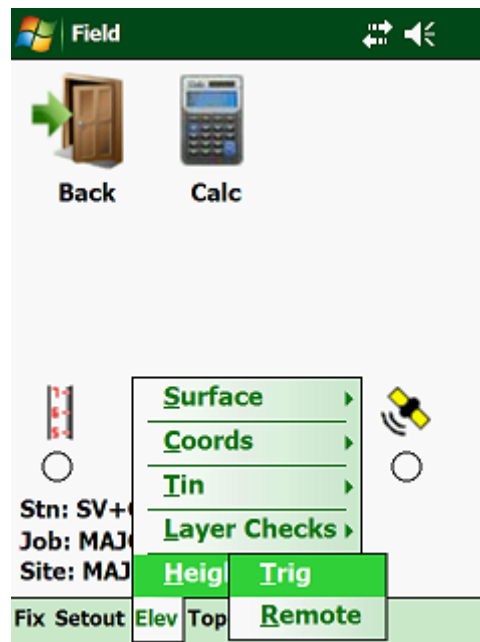 Field
Back Calc
Surface
Coords
Tin
Stn: SV+
Layer Checks
Job: MAJ
Site: MAJ
Heig
Trig
Fix Setout Elev Top
Remote